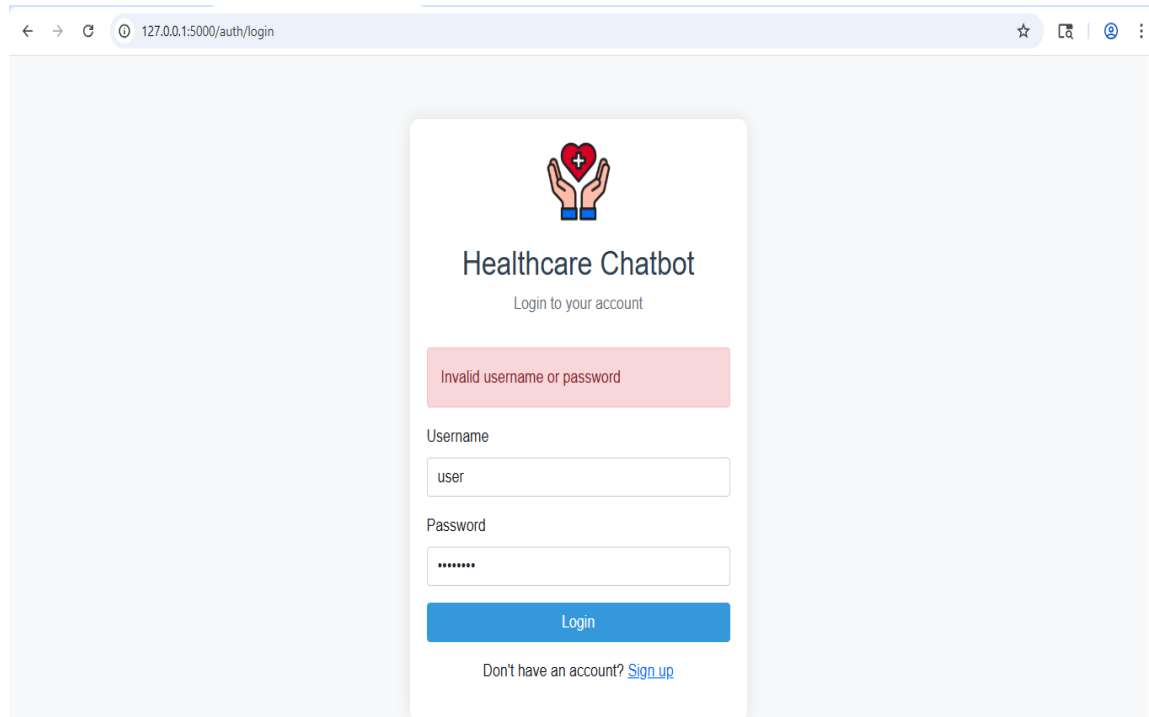 127.0.0.1:5000/auth/login
Healthcare Chatbot
Login to your account
Invalid username or password
Username
user
Password
••••••••
Login
Don't have an account? Sign up